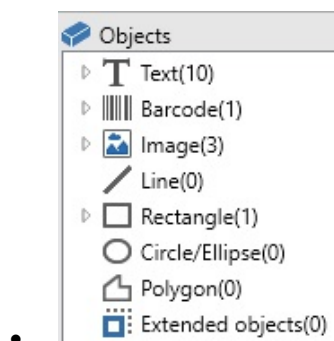 Objects
Text(10)
Barcode(1)
Image(3)
Line(0)
Rectangle(1)
Circle/Ellipse(0)
Polygon(0)
Extended objects(0)